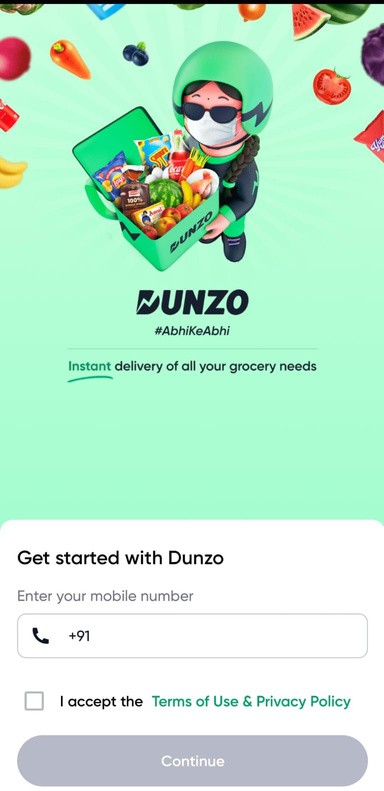 DUNZO
DUNZO
#AbhiKeAbhi
Instant delivery of all your grocery needs
Get started with Dunzo
Enter your mobile number
+91
I accept the Terms of Use & Privacy Policy
Continue